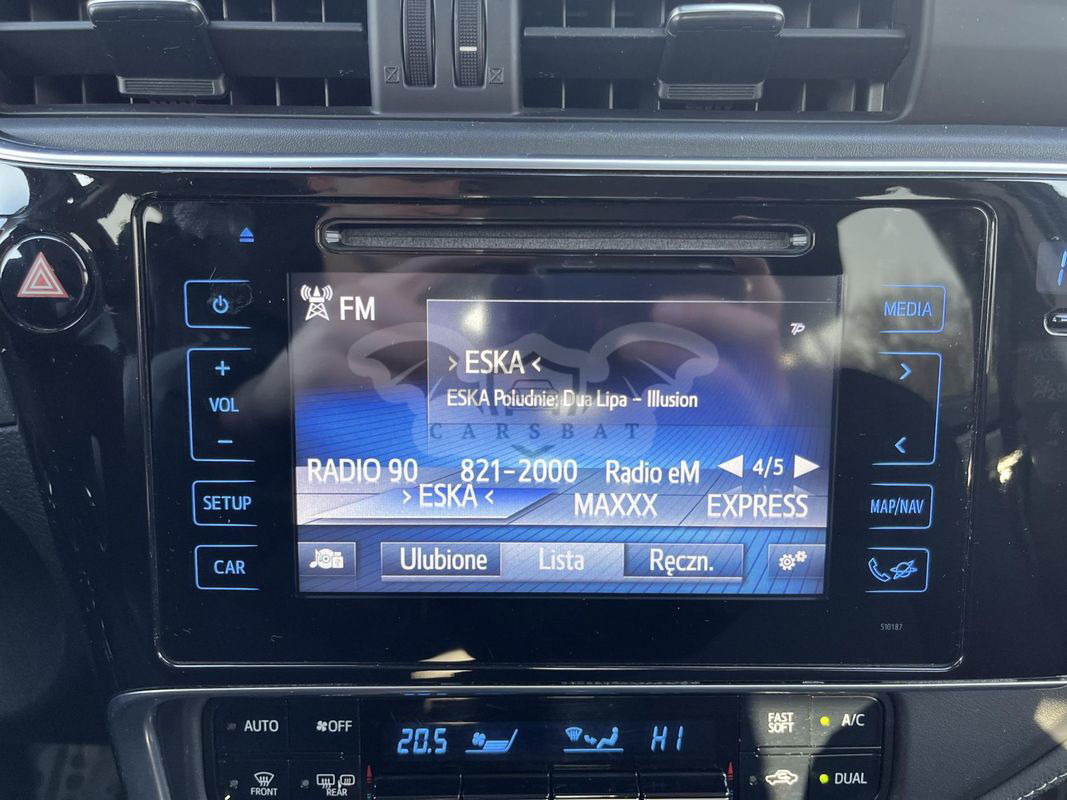 FM
TP
> ESKA <
ESKA Południe: Dua Lipa – Illusion
CARSBAT
RADIO 90 821-2000 Radio eM 4/5
> ESKA < MAXXX EXPRESS
Ulubione Lista Ręczn.
MEDIA
+
VOL
−
>
<
SETUP
MAP/NAV
CAR
510187
AUTO OFF 20.5 HI FAST SOFT A/C
FRONT REAR DUAL